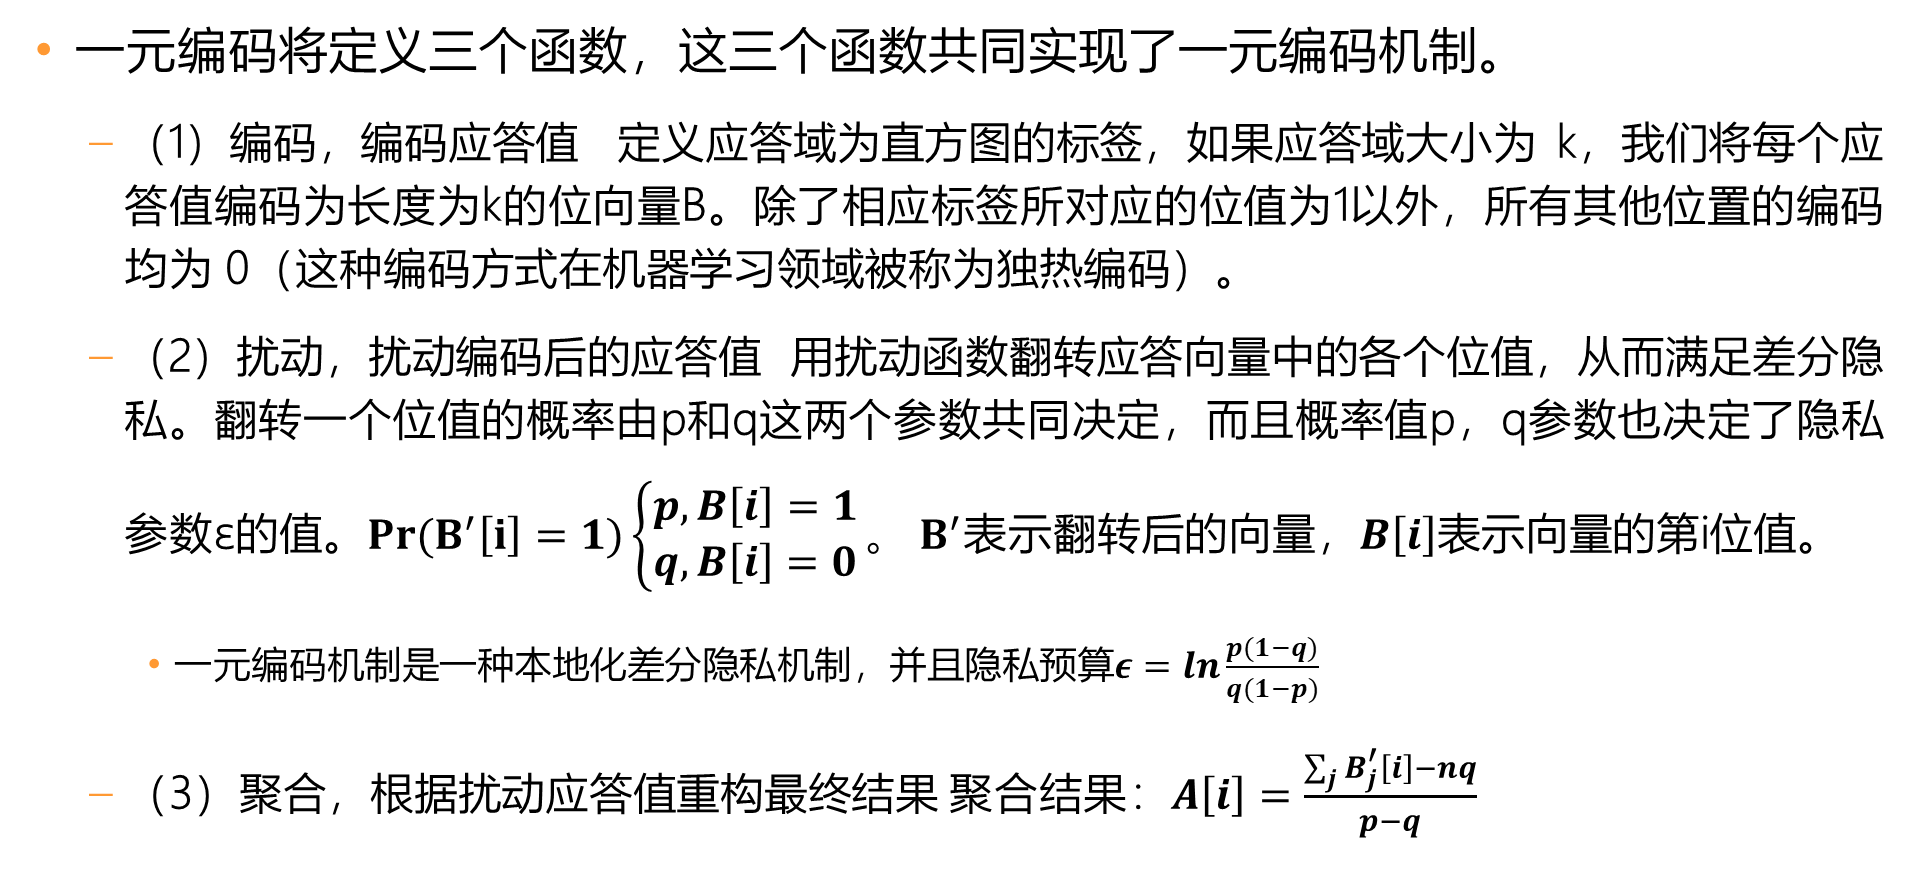 • 一元编码将定义三个函数，这三个函数共同实现了一元编码机制。
– （1）编码，编码应答值 定义应答域为直方图的标签，如果应答域大小为 k，我们将每个应
答值编码为长度为k的位向量B。除了相应标签所对应的位值为1以外，所有其他位置的编码
均为 0（这种编码方式在机器学习领域被称为独热编码）。
– （2）扰动，扰动编码后的应答值 用扰动函数翻转应答向量中的各个位值，从而满足差分隐
私。翻转一个位值的概率由p和q这两个参数共同决定，而且概率值p，q参数也决定了隐私
参数ε的值。Pr(B′[i] = 1){p, B[i] = 1 q, B[i] = 0 。 B′表示翻转后的向量，B[i]表示向量的第i位值。
• 一元编码机制是一种本地化差分隐私机制，并且隐私预算ϵ = ln p(1−q)/q(1−p)
– （3）聚合，根据扰动应答值重构最终结果 聚合结果：A[i] = (∑_j B′_j[i]−nq)/(p−q)